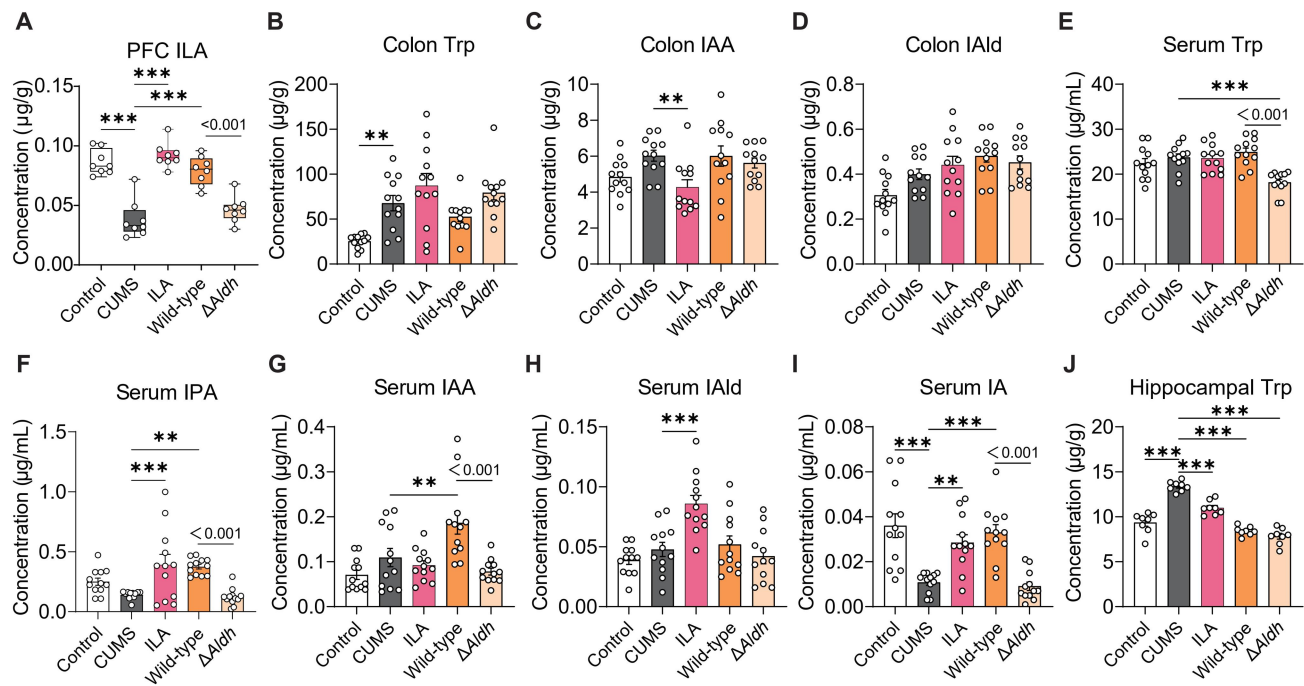 A
PFC ILA
Concentration (µg/g)
0.15
0.10
0.05
0.00
***
***
***
<0.001
Control
CUMS
ILA
Wild-type
ΔAldh
B
Colon Trp
Concentration (µg/g)
200
150
100
50
0
**
Control
CUMS
ILA
Wild-type
ΔAldh
C
Colon IAA
Concentration (µg/g)
10
8
6
4
2
0
**
Control
CUMS
ILA
Wild-type
ΔAldh
D
Colon IAld
Concentration (µg/g)
0.8
0.6
0.4
0.2
0.0
Control
CUMS
ILA
Wild-type
ΔAldh
E
Serum Trp
Concentration (µg/mL)
40
30
20
10
0
***
<0.001
Control
CUMS
ILA
Wild-type
ΔAldh
F
Serum IPA
Concentration (µg/mL)
1.5
1.0
0.5
0.0
**
***
<0.001
Control
CUMS
ILA
Wild-type
ΔAldh
G
Serum IAA
Concentration (µg/mL)
0.4
0.3
0.2
0.1
0.0
**
<0.001
Control
CUMS
ILA
Wild-type
ΔAldh
H
Serum IAld
Concentration (µg/mL)
0.15
0.10
0.05
0.00
***
Control
CUMS
ILA
Wild-type
ΔAldh
I
Serum IA
Concentration (µg/mL)
0.08
0.06
0.04
0.02
0.00
***
***
**
<0.001
Control
CUMS
ILA
Wild-type
ΔAldh
J
Hippocampal Trp
Concentration (µg/g)
20
15
10
5
0
***
***
***
***
Control
CUMS
ILA
Wild-type
ΔAldh